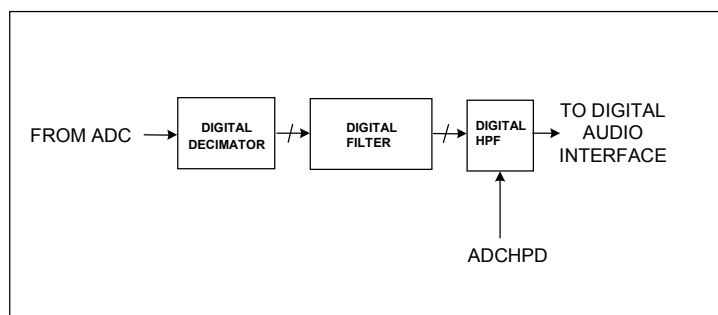 FROM ADC
DIGITAL
DECIMATOR
DIGITAL
FILTER
DIGITAL
HPF
TO DIGITAL
AUDIO
INTERFACE
ADCHPD